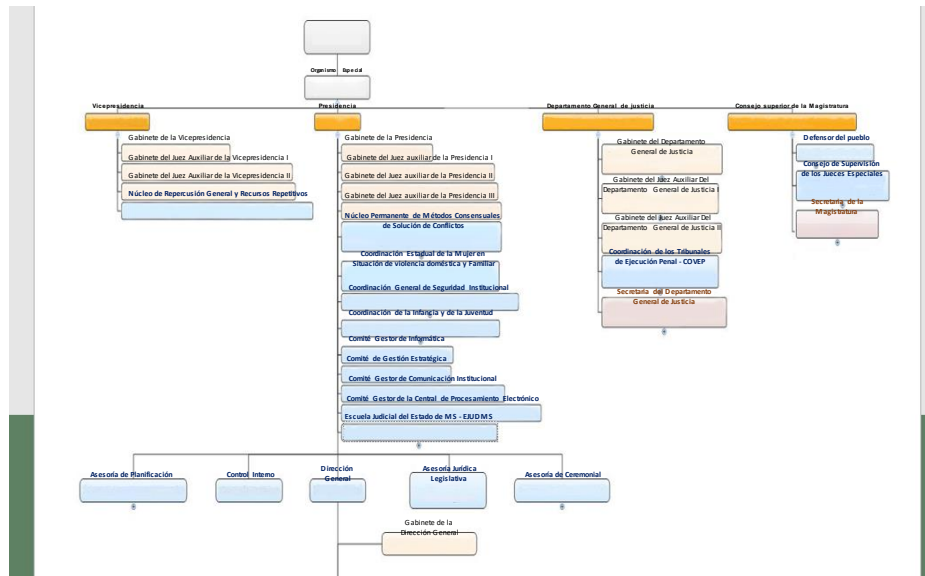 Organismo Especial
Vicepresidencia
Presidencia
Departamento General de justicia
Consejo superior de la Magistratura
Gabinete de la Vicepresidencia
Gabinete del Juez Auxiliar de la Vicepresidencia I
Gabinete del Juez Auxiliar de la Vicepresidencia II
Núcleo de Repercusión General y Recursos Repetitivos
Gabinete de la Presidencia
Gabinete del Juez auxiliar de la Presidencia I
Gabinete del Juez auxiliar de la Presidencia II
Gabinete del Juez auxiliar de la Presidencia III
Núcleo Permanente de Métodos Consensuales
de Solución de Conflictos
Coordinación Estagual de la Mujer en
Situación de violencia doméstica y Familiar
Coordinación General de Seguridad Institucional
Coordinación de la Infancia y de la Juventud
Comité Gestor de Informática
Comité de Gestión Estratégica
Comité Gestor de Comunicación Institucional
Comité Gestor de la Central de Procesamiento Electrónico
Escuela Judicial del Estado de MS - EJUDMS
Gabinete del Departamento
General de Justicia
Gabinete del Juez Auxiliar Del
Departamento General de Justicia I
Gabinete del Juez Auxiliar Del
Departamento General de Justicia II
Coordinación de los Tribunales
de Ejecución Penal - COVEP
Secretaría del Departamento
General de Justicia
Defensor del pueblo
Consejo de Supervisión
de los Jueces Especiales
Secretaria de la
Magistratura
Asesoría de Planificación
Control Interno
Dirección
General
Asesoría Jurídica
Legislativa
Asesoría de Ceremonial
Gabinete de la
Dirección General